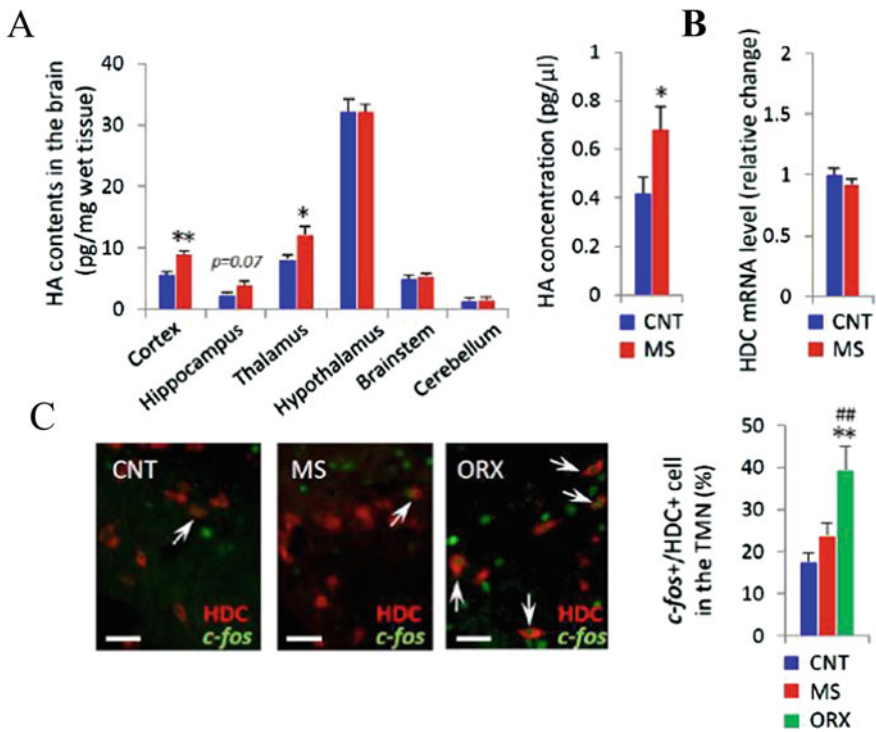 A
HA contents in the brain
(pg/mg wet tissue)
40
30
20
10
0
**
p=0.07
*
Cortex
Hippocampus
Thalamus
Hypothalamus
Brainstem
Cerebellum
HA concentration (pg/µl)
1
0.8
0.6
0.4
0.2
0
*
CNT
MS
B
HDC mRNA level (relative change)
2
1.5
1
0.5
0
CNT
MS
C
CNT
HDC
c-fos
MS
HDC
c-fos
ORX
HDC
c-fos
c-fos+/HDC+ cell
in the TMN (%)
50
40
30
20
10
0
##
**
CNT
MS
ORX